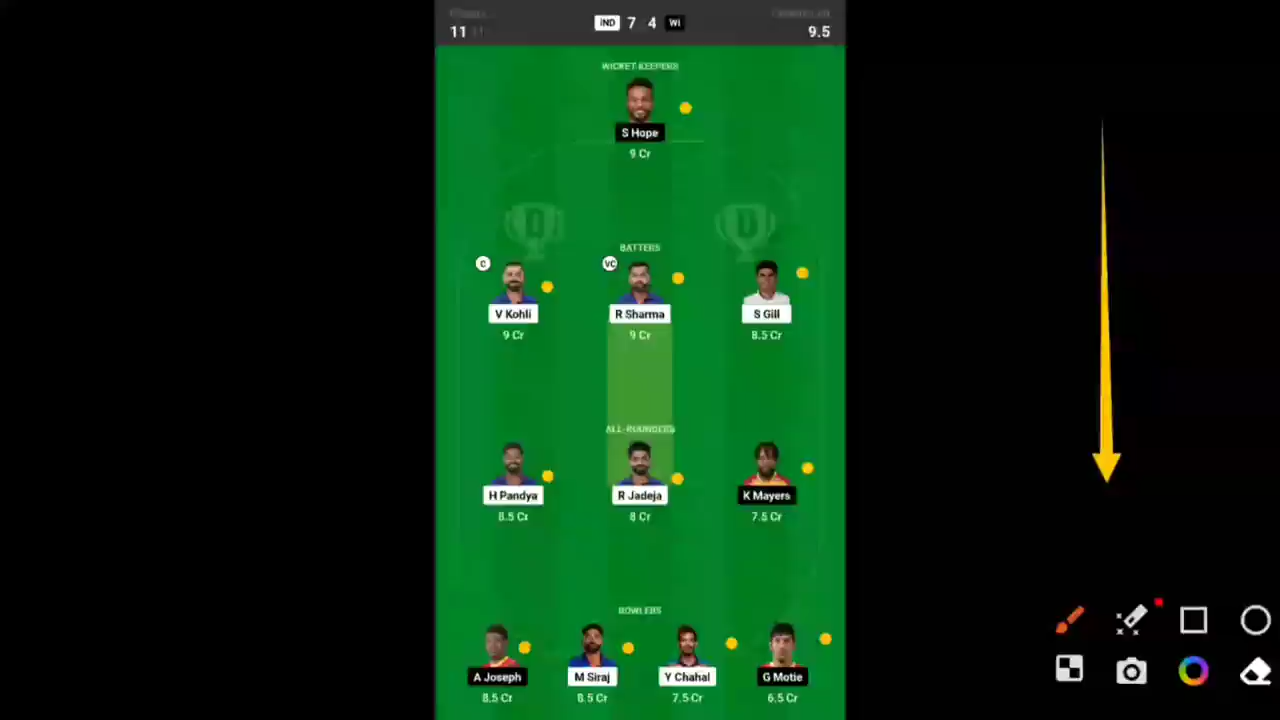 Players
11 / 11
IND 7 4 WI
9.5
WICKET-KEEPERS
S Hope
9 Cr
BATTERS
C
VC
V Kohli
R Sharma
S Gill
9 Cr
9 Cr
8.5 Cr
ALL-ROUNDERS
H Pandya
R Jadeja
K Mayers
8.5 Cr
8 Cr
7.5 Cr
BOWLERS
A Joseph
M Siraj
Y Chahal
G Motie
8.5 Cr
8.5 Cr
7.5 Cr
6.5 Cr